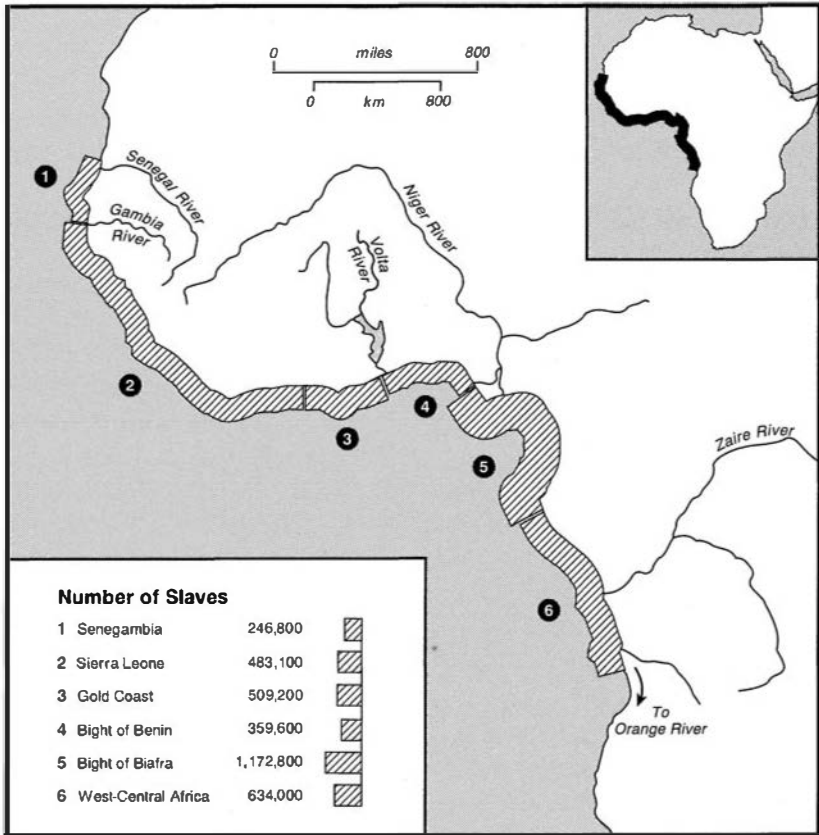 0 miles 800
0 km 800
1
Senegal River
Gambia
River
Niger River
Volta
River
2
3
4
5
Zaire River
6
To
Orange River
Number of Slaves
1 Senegambia 246,800
2 Sierra Leone 483,100
3 Gold Coast 509,200
4 Bight of Benin 359,600
5 Bight of Biafra 1,172,800
6 West-Central Africa 634,000